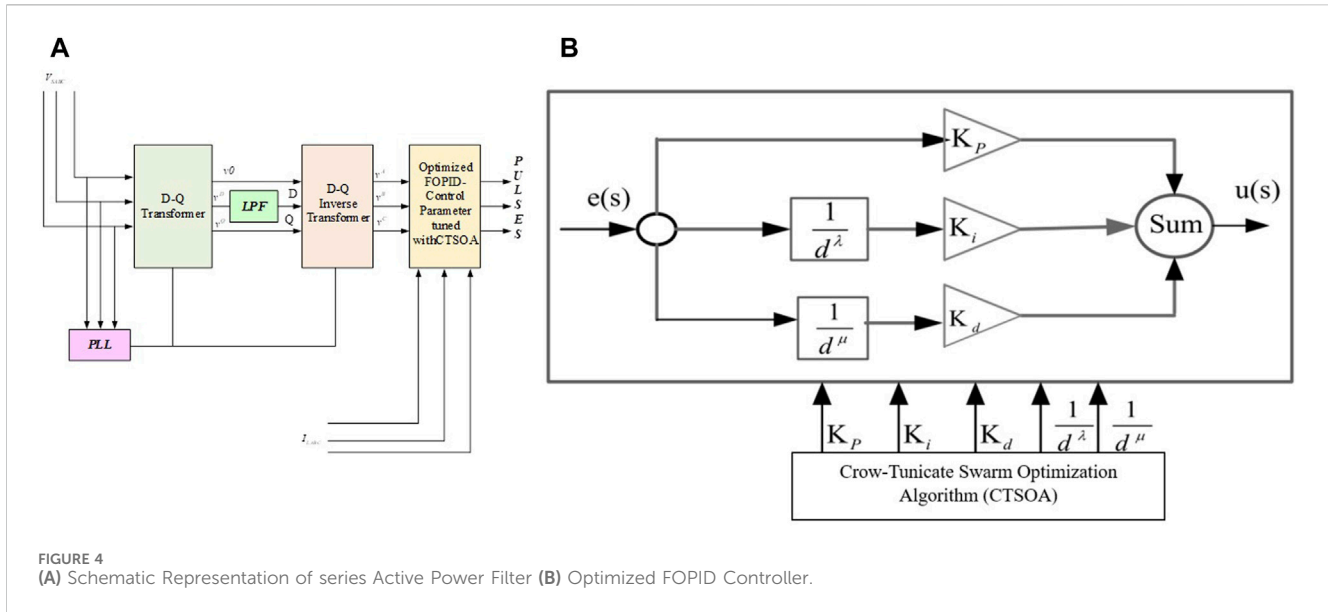 A
V
D-Q
Transformer
v0
v^D
v^Q
LPF
D
Q
D-Q
Inverse
Transformer
v^A
v^B
v^C
Optimized
FOPID-
Control
Parameter
tuned
withCTSOA
P
U
L
S
E
S
PLL
I
B
e(s)
K_P
1/d^λ
K_i
1/d^μ
K_d
Sum
u(s)
K_P K_i K_d 1/d^λ 1/d^μ
Crow-Tunicate Swarm Optimization
Algorithm (CTSOA)
FIGURE 4
(A) Schematic Representation of series Active Power Filter (B) Optimized FOPID Controller.